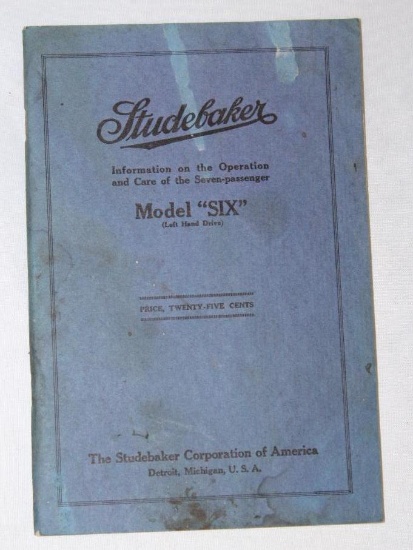 Studebaker
Information on the Operation
and Care of the Seven-passenger
Model "SIX"
(Left Hand Drive)
PRICE, TWENTY-FIVE CENTS
The Studebaker Corporation of America
Detroit, Michigan, U. S. A.